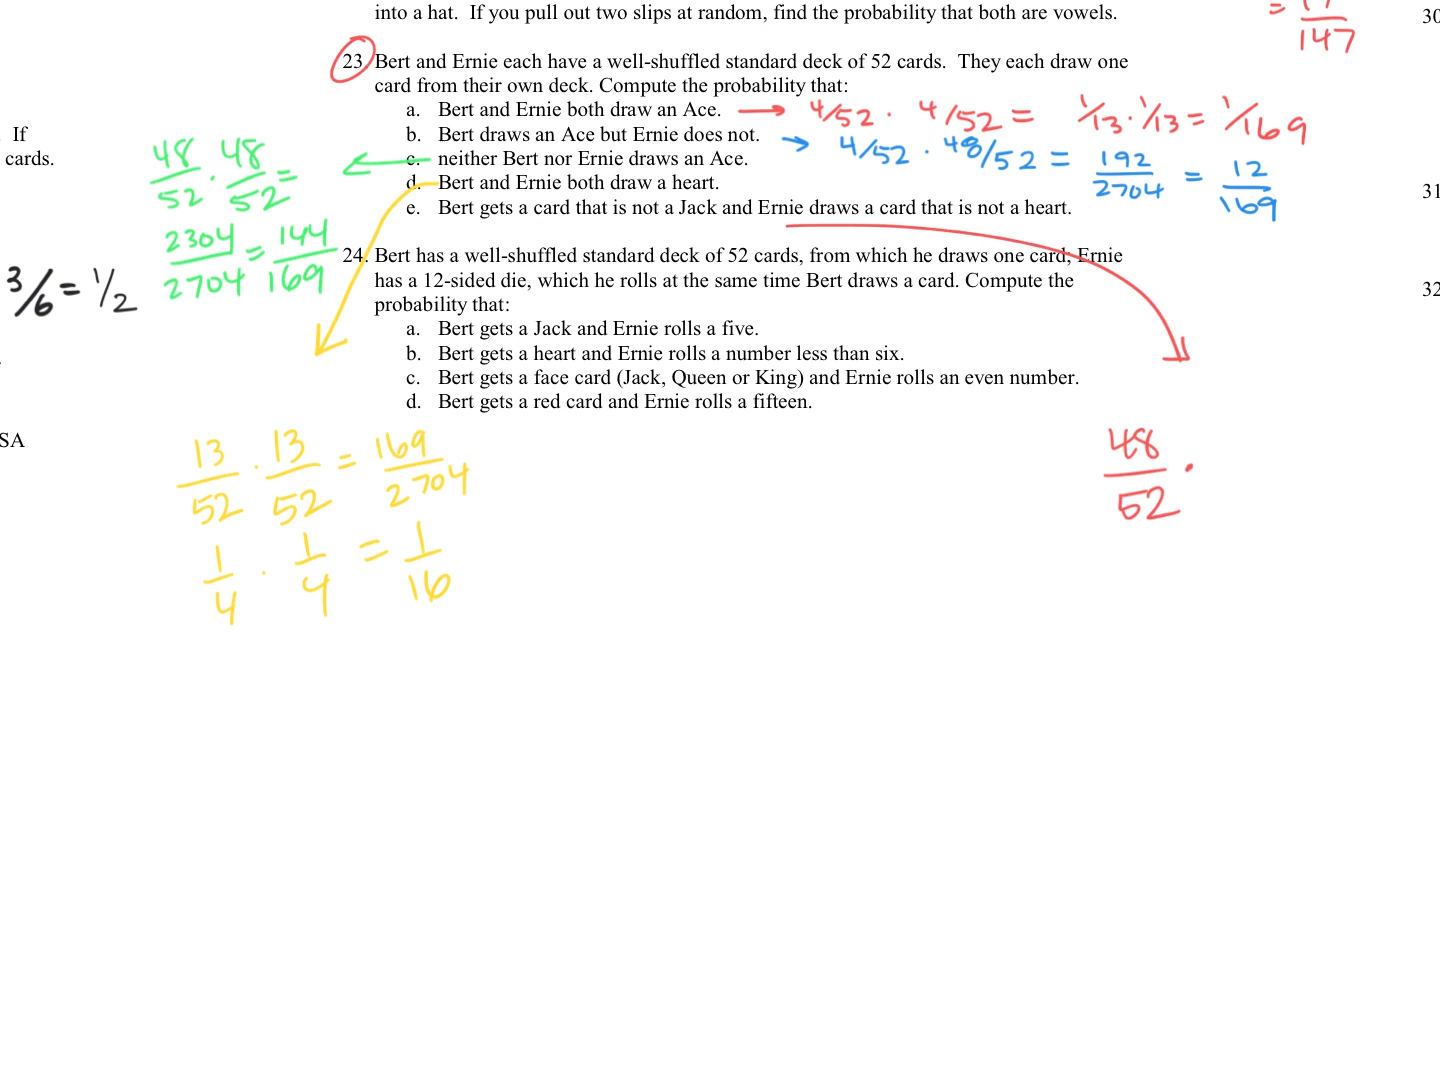 into a hat.  If you pull out two slips at random, find the probability that both are vowels.
=
147
30
23. Bert and Ernie each have a well-shuffled standard deck of 52 cards.  They each draw one
card from their own deck. Compute the probability that:
a. Bert and Ernie both draw an Ace. → 4/52 · 4/52 = 1/13 · 1/13 = 1/169
b. Bert draws an Ace but Ernie does not. → 4/52 · 48/52 = 192/2704 = 12/169
c. neither Bert nor Ernie draws an Ace.
d. Bert and Ernie both draw a heart.
e. Bert gets a card that is not a Jack and Ernie draws a card that is not a heart.
If
cards.
48/52 · 48/52 =
2304/2704 = 144/169
3/6 = 1/2
31
24. Bert has a well-shuffled standard deck of 52 cards, from which he draws one card; Ernie
has a 12-sided die, which he rolls at the same time Bert draws a card. Compute the
probability that:
a. Bert gets a Jack and Ernie rolls a five.
b. Bert gets a heart and Ernie rolls a number less than six.
c. Bert gets a face card (Jack, Queen or King) and Ernie rolls an even number.
d. Bert gets a red card and Ernie rolls a fifteen.
32
SA
13/52 · 13/52 = 169/2704
1/4 · 1/4 = 1/16
48/52 ·